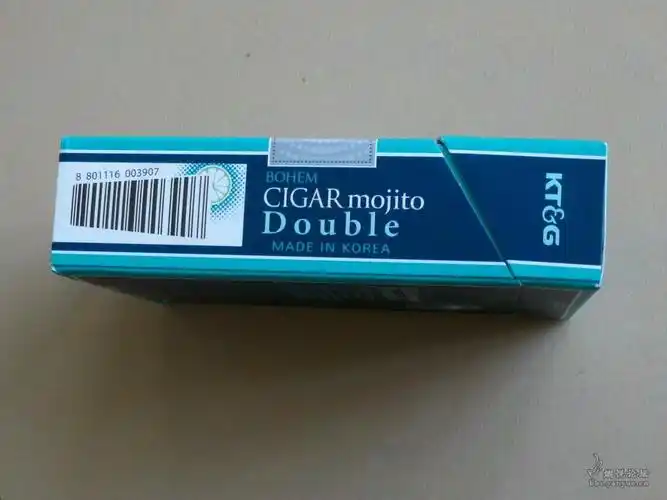 8 801116 003907
BOHEM
CIGAR mojito
Double
MADE IN KOREA
KT&G